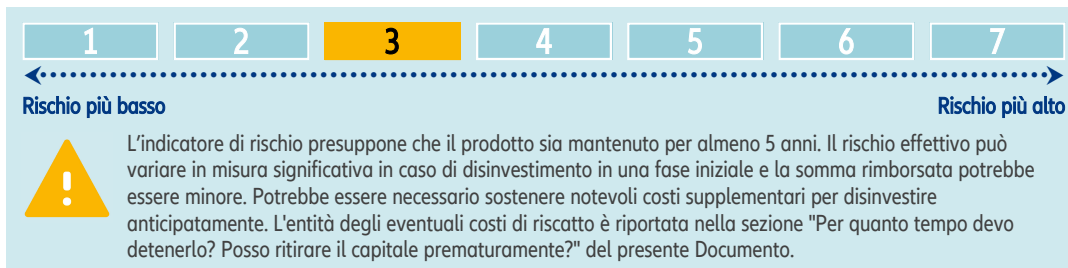 1 2 3 4 5 6 7
Rischio più basso Rischio più alto
L'indicatore di rischio presuppone che il prodotto sia mantenuto per almeno 5 anni. Il rischio effettivo può
variare in misura significativa in caso di disinvestimento in una fase iniziale e la somma rimborsata potrebbe
essere minore. Potrebbe essere necessario sostenere notevoli costi supplementari per disinvestire
anticipatamente. L'entità degli eventuali costi di riscatto è riportata nella sezione "Per quanto tempo devo
detenerlo? Posso ritirare il capitale prematuramente?" del presente Documento.